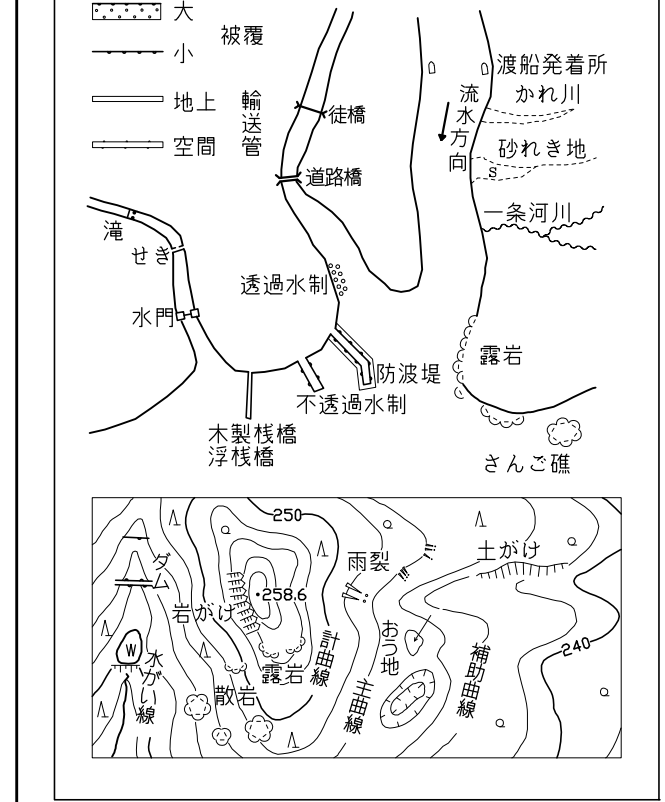 大
被覆
小
地上
輸送管
空間
渡船発着所
かれ川
流水方向
徒橋
砂れき地
S
道路橋
一条河川
滝
せき
透過水制
水門
露岩
防波堤
不透過水制
木製桟橋
浮桟橋
さんご礁
250
土がけ
雨裂
ダム
258.6
岩がけ
おう地
計曲線
補助曲線
240
W
水がい線
露岩
散岩
主曲線